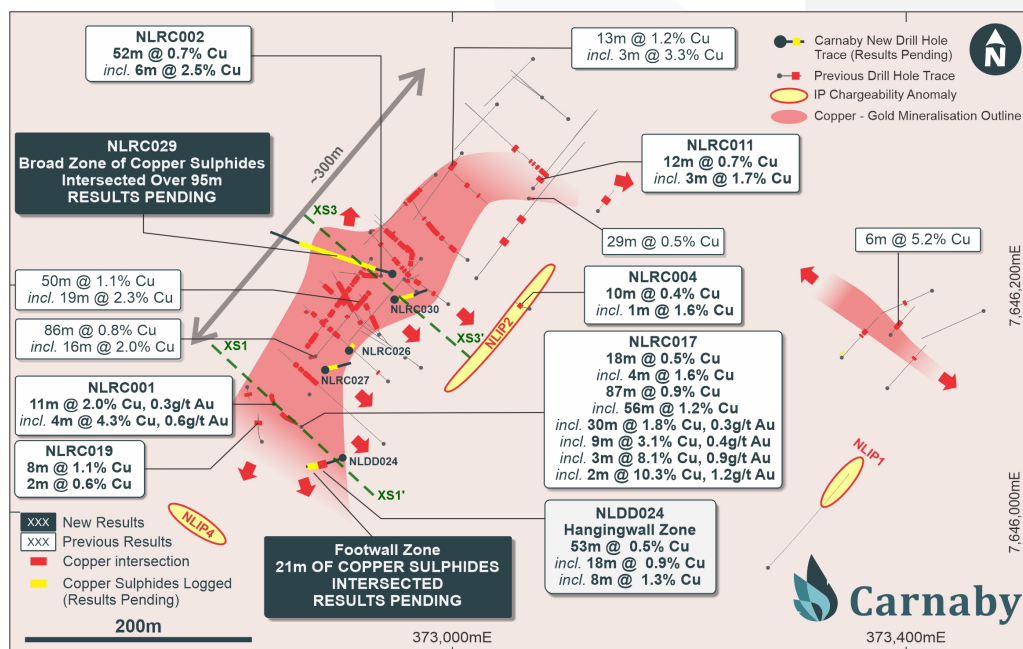 NLRC002
52m @ 0.7% Cu
incl. 6m @ 2.5% Cu
13m @ 1.2% Cu
incl. 3m @ 3.3% Cu
Carnaby New Drill Hole
Trace (Results Pending)
Previous Drill Hole Trace
IP Chargeability Anomaly
Copper - Gold Mineralisation Outline
N
NLRC029
Broad Zone of Copper Sulphides
Intersected Over 95m
RESULTS PENDING
~300m
NLRC011
12m @ 0.7% Cu
incl. 3m @ 1.7% Cu
XS3
29m @ 0.5% Cu
6m @ 5.2% Cu
7,646,200mE
50m @ 1.1% Cu
incl. 19m @ 2.3% Cu
NLRC030
NLRC004
10m @ 0.4% Cu
incl. 1m @ 1.6% Cu
NLIP2
XS3'
86m @ 0.8% Cu
incl. 16m @ 2.0% Cu
XS1
NLRC026
NLRC027
NLRC017
18m @ 0.5% Cu
incl. 4m @ 1.6% Cu
87m @ 0.9% Cu
incl. 56m @ 1.2% Cu
incl. 30m @ 1.8% Cu, 0.3g/t Au
incl. 9m @ 3.1% Cu, 0.4g/t Au
incl. 3m @ 8.1% Cu, 0.9g/t Au
incl. 2m @ 10.3% Cu, 1.2g/t Au
NLRC001
11m @ 2.0% Cu, 0.3g/t Au
incl. 4m @ 4.3% Cu, 0.6g/t Au
NLRC019
8m @ 1.1% Cu
2m @ 0.6% Cu
NLDD024
XS1'
NLIP1
7,646,000mE
NLIP4
XXX New Results
XXX Previous Results
Copper intersection
Copper Sulphides Logged
(Results Pending)
Footwall Zone
21m OF COPPER SULPHIDES
INTERSECTED
RESULTS PENDING
NLDD024
Hangingwall Zone
53m @ 0.5% Cu
incl. 18m @ 0.9% Cu
incl. 8m @ 1.3% Cu
Carnaby
200m
373,000mE
373,400mE